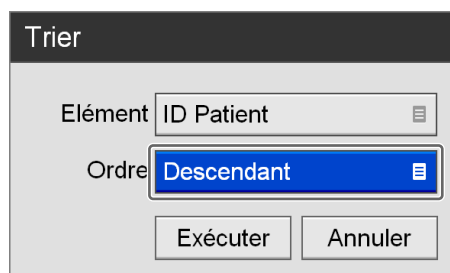 Trier
Elément ID Patient
Ordre Descendant
Exécuter Annuler